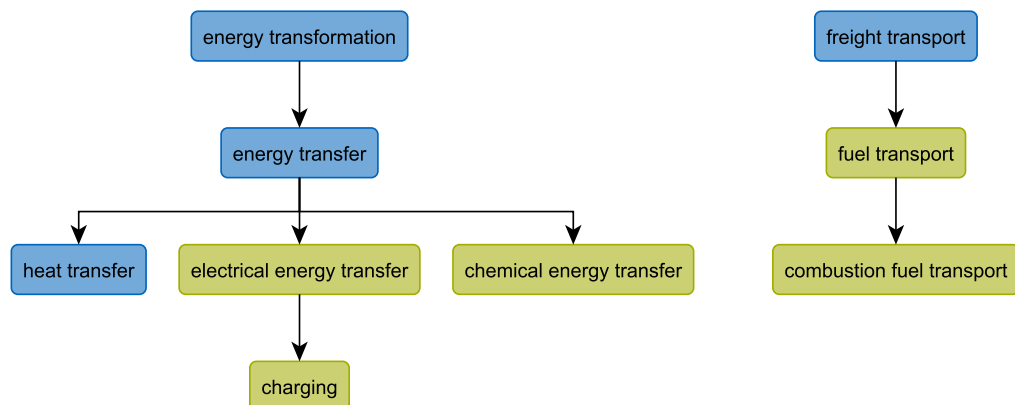 energy transformation
freight transport
energy transfer
fuel transport
heat transfer
electrical energy transfer
chemical energy transfer
combustion fuel transport
charging